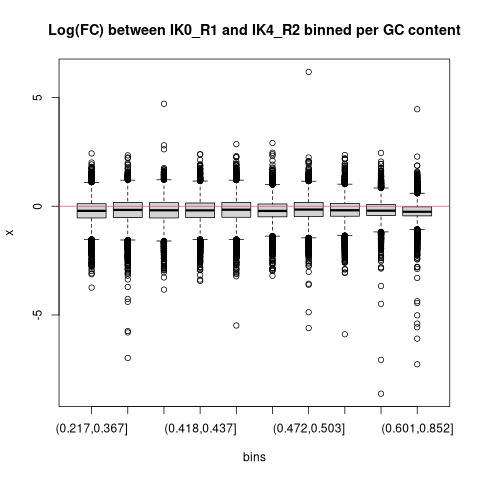 Log(FC) between IK0_R1 and IK4_R2 binned per GC content
5
0
-5
x
(0.217,0.367]
(0.418,0.437]
(0.472,0.503]
(0.601,0.852]
bins